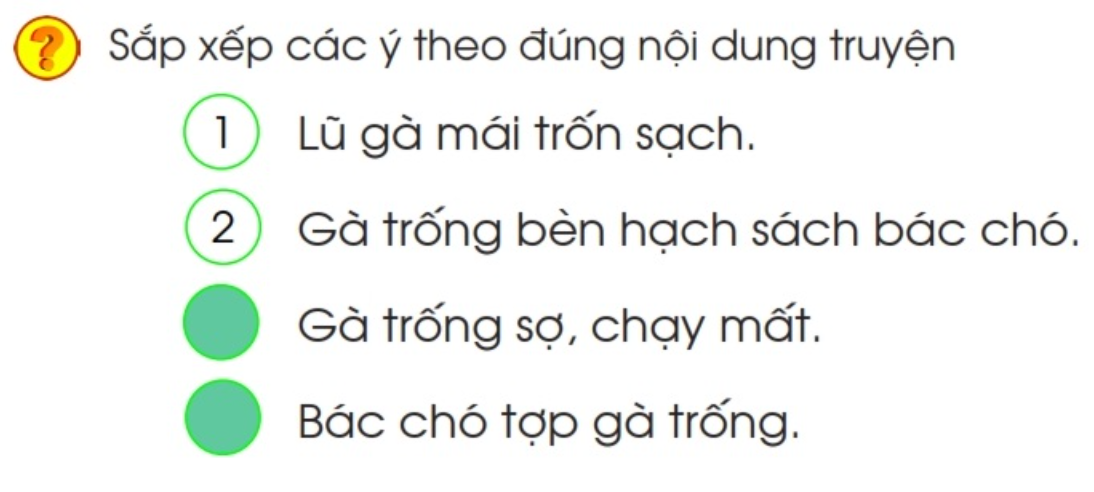 ? Sắp xếp các ý theo đúng nội dung truyện
1 Lũ gà mái trốn sạch.
2 Gà trống bèn hạch sách bác chó.
Gà trống sợ, chạy mất.
Bác chó tợp gà trống.